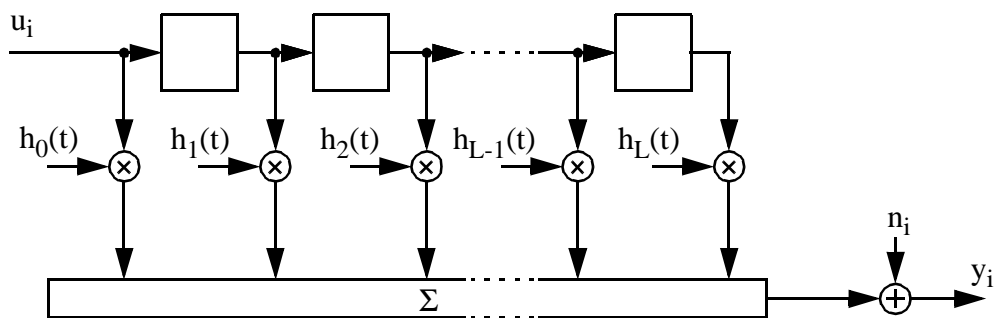 u_i
h_0(t) h_1(t) h_2(t) h_{L-1}(t) h_L(t)
n_i
Σ
y_i